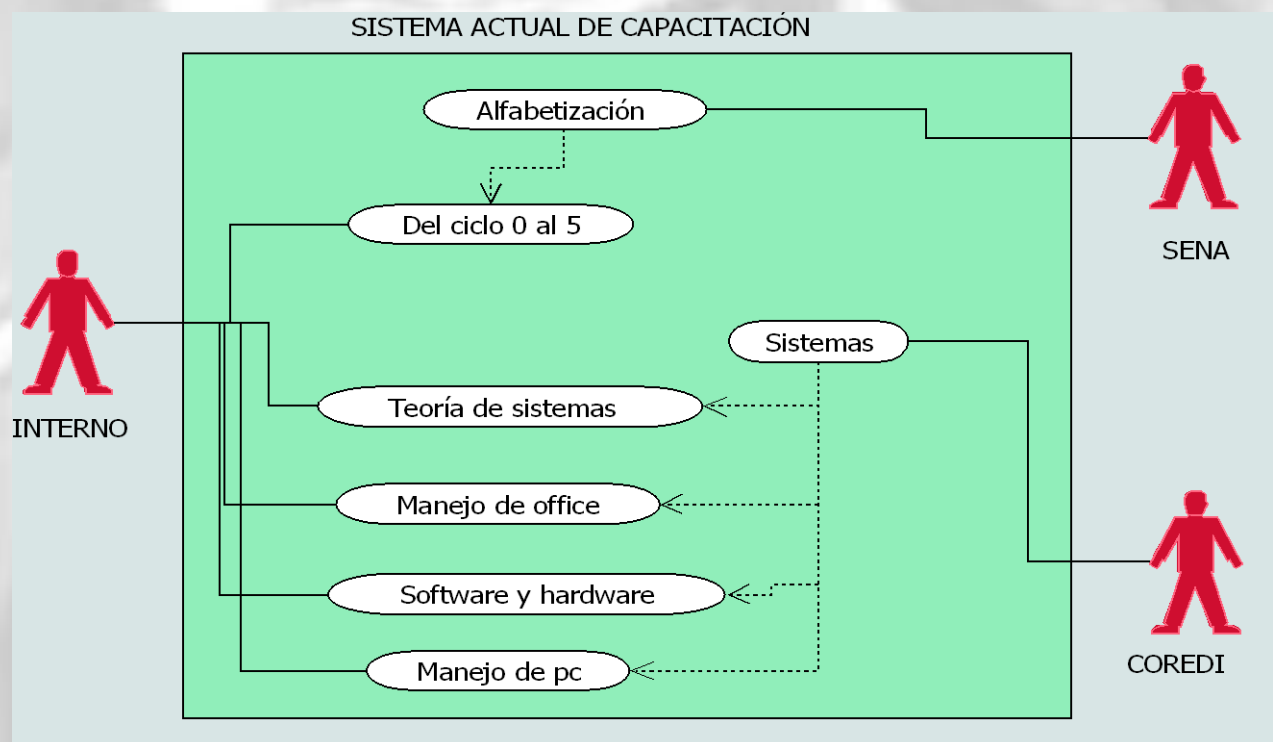 SISTEMA ACTUAL DE CAPACITACIÓN
Alfabetización
Del ciclo 0 al 5
SENA
Sistemas
Teoría de sistemas
INTERNO
Manejo de office
Software y hardware
Manejo de pc
COREDI